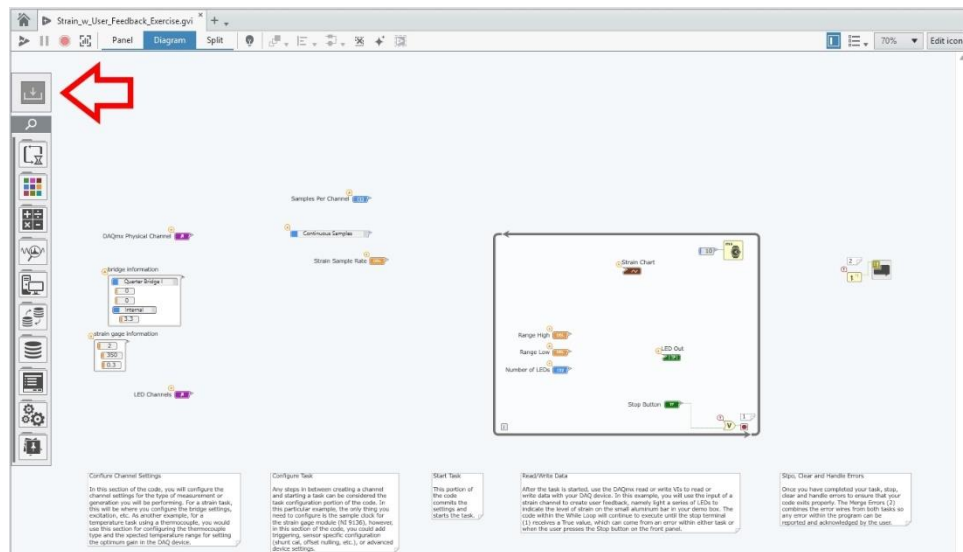 Strain_w_User_Feedback_Exercise.gvi
Panel
Diagram
Split
70%
Edit icon
Samples Per Channel
DAQmx Physical Channel
Continuous Samples
Strain Sample Rate
bridge information
Quarter Bridge I
0
0
Internal
3.3
strain gage information
2
350
0.3
LED Channels
10
Strain Chart
Range High
Range Low
Number of LEDs
LED Out
Stop Button
1
2
Configure Channel Settings
In this section of the code, you will configure the
channel settings for the type of measurement or
generation you will be performing. For a strain task,
this will be where you configure the bridge settings,
excitation, etc. As another example, for a
temperature task using a thermocouple, you would
use this section for configuring the thermocouple
type and the spected temperature range for setting
the optimum gain in the DAQ device.
Configure Task
Any steps in between creating a channel
and starting a task can be considered the
task configuration portion of the code. In
this particular example, the only thing you
need to configure is the sample clock for
the strain gage module (NI 9136), however,
in this section of the code, you could add
triggering, sensor specific configuration
(shunt cal, offset nulling, etc.), or advanced
device settings.
Start Task
This portion of
the code
commits the
settings and
starts the task.
Read/Write Data
After the task is started, use the DAQmx read or write VIs to read or
write data with your DAQ device. In this example, you will use the input of a
strain channel to create user feedback, namely light a series of LEDs to
indicate the level of strain on the small aluminum bar in your demo box. The
code within the While Loop will continue to execute until the stop terminal
(1) receives a True value, which can come from an error within either task or
when the user presses the Stop button on the front panel.
Stpo, Clear and Handle Errors
Once you have completed your task, stop,
clear and handle errors to ensure that your
code exits properly. The Merge Errors (2)
combines the error wires from both tasks so
any error within the program can be
reported and acknowledged by the user.